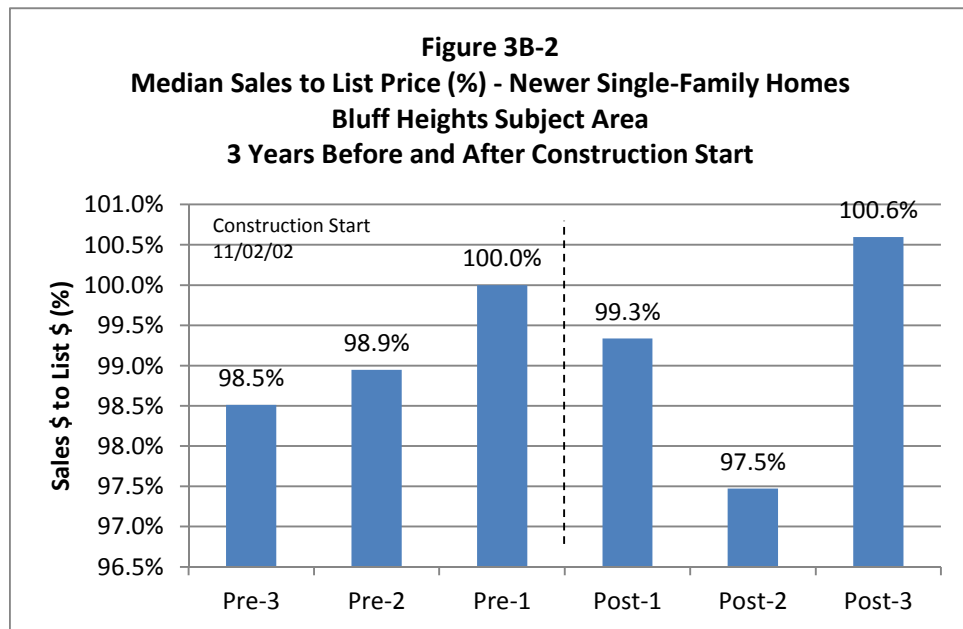 Figure 3B-2
Median Sales to List Price (%) - Newer Single-Family Homes
Bluff Heights Subject Area
3 Years Before and After Construction Start
Sales $ to List $ (%)
101.0%
100.5%
100.0%
99.5%
99.0%
98.5%
98.0%
97.5%
97.0%
96.5%
Construction Start
11/02/02
98.5%
98.9%
100.0%
99.3%
97.5%
100.6%
Pre-3 Pre-2 Pre-1 Post-1 Post-2 Post-3